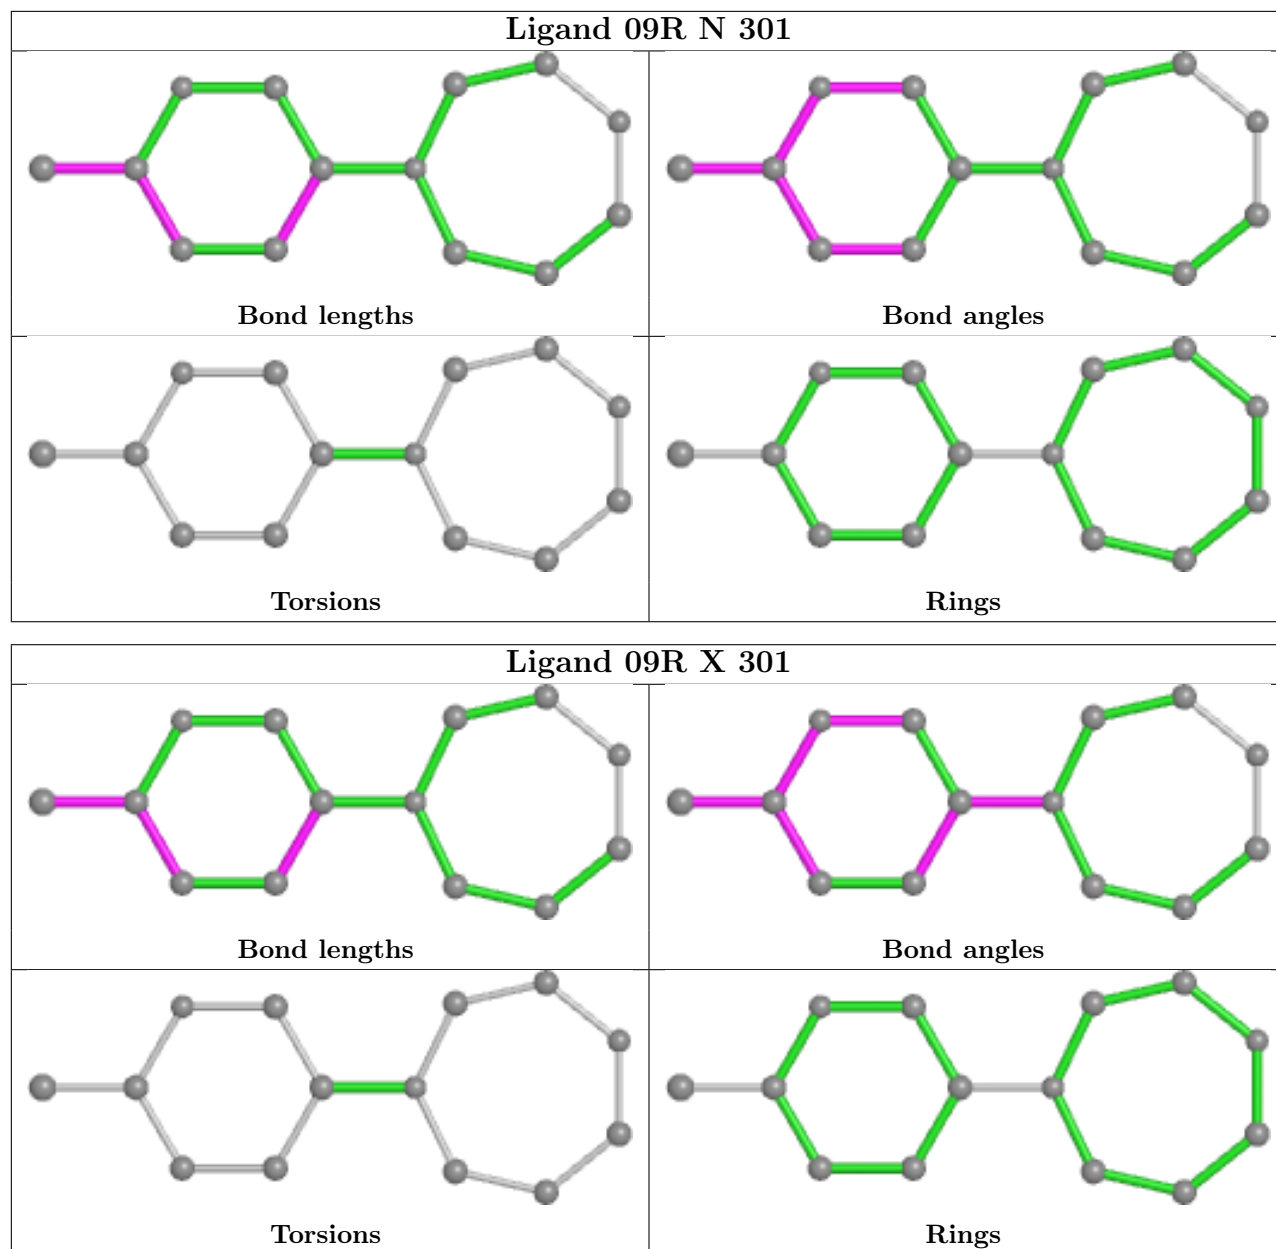 Ligand 09R N 301
Bond lengths
Bond angles
Torsions
Rings
Ligand 09R X 301
Bond lengths
Bond angles
Torsions
Rings